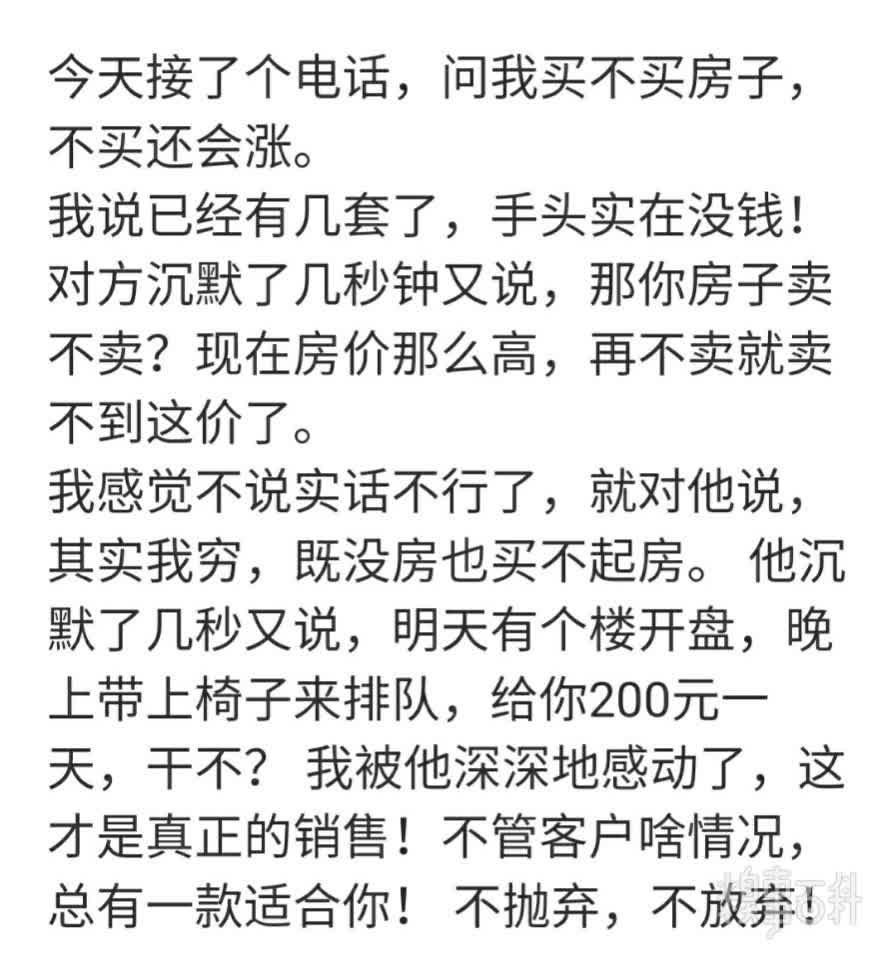 今天接了个电话，问我买不买房子，
不买还会涨。
我说已经有几套了，手头实在没钱！
对方沉默了几秒钟又说，那你房子卖
不卖？现在房价那么高，再不卖就卖
不到这价了。
我感觉不说实话不行了，就对他说，
其实我穷，既没房也买不起房。 他沉
默了几秒又说，明天有个楼开盘，晚
上带上椅子来排队，给你200元一
天，干不？ 我被他深深地感动了，这
才是真正的销售！不管客户啥情况，
总有一款适合你！ 不抛弃，不放弃！